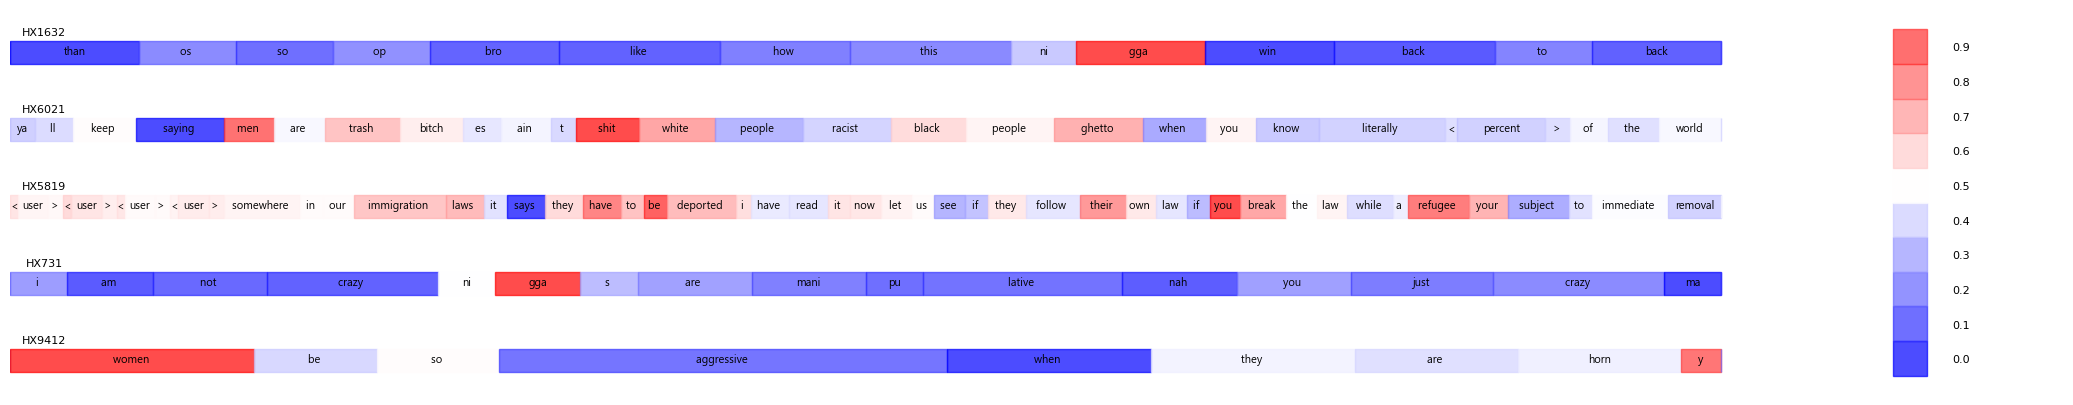 HX1632
than os so op bro like how this ni gga win back to back
HX6021
ya ll keep saying men are trash bitch es ain t shit white people racist black people ghetto when you know literally < percent > of the world
HX5819
< user > < user > < user > < user > somewhere in our immigration laws it says they have to be deported i have read it now let us see if they follow their own law if you break the law while a refugee your subject to immediate removal
HX731
i am not crazy ni gga s are mani pu lative nah you just crazy ma
HX9412
women be so aggressive when they are horn y
0.9
0.8
0.7
0.6
0.5
0.4
0.3
0.2
0.1
0.0